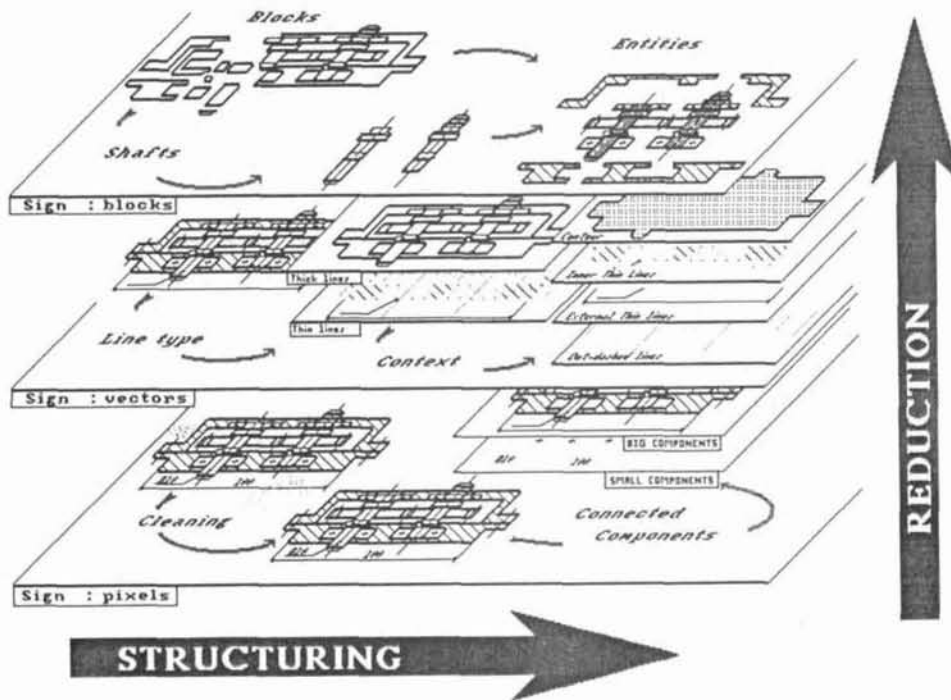 Blocks
Entities
Shafts
Sign : blocks
Contour
Thick lines
Inner Thin Lines
Thin lines
External Thin lines
Line type
Context
Dot-dashed lines
Sign : vectors
BIG COMPONENTS
SMALL COMPONENTS
Cleaning
Connected
Components
Sign : pixels
STRUCTURING
REDUCTION